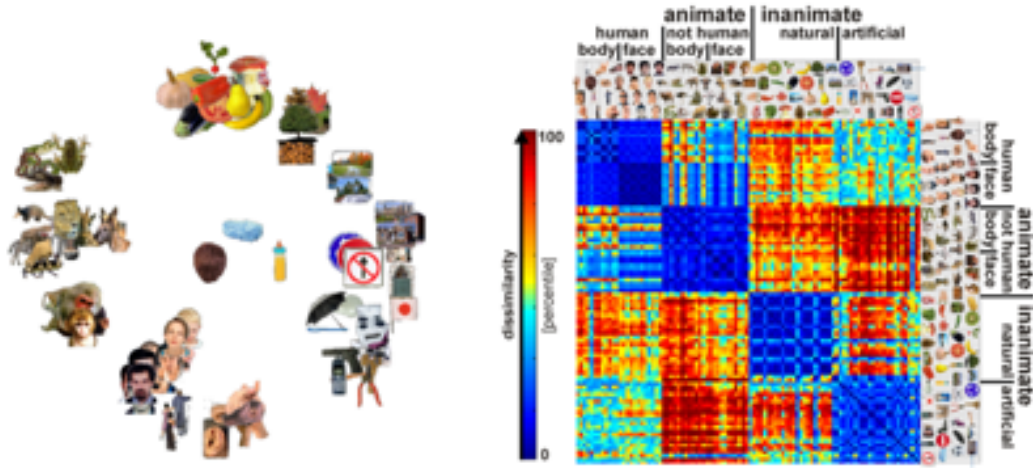 animate inanimate
human not human natural artificial
body face body face
100
dissimilarity
[percentile]
0
human
body face
animate
not human
body face
inanimate
natural artificial